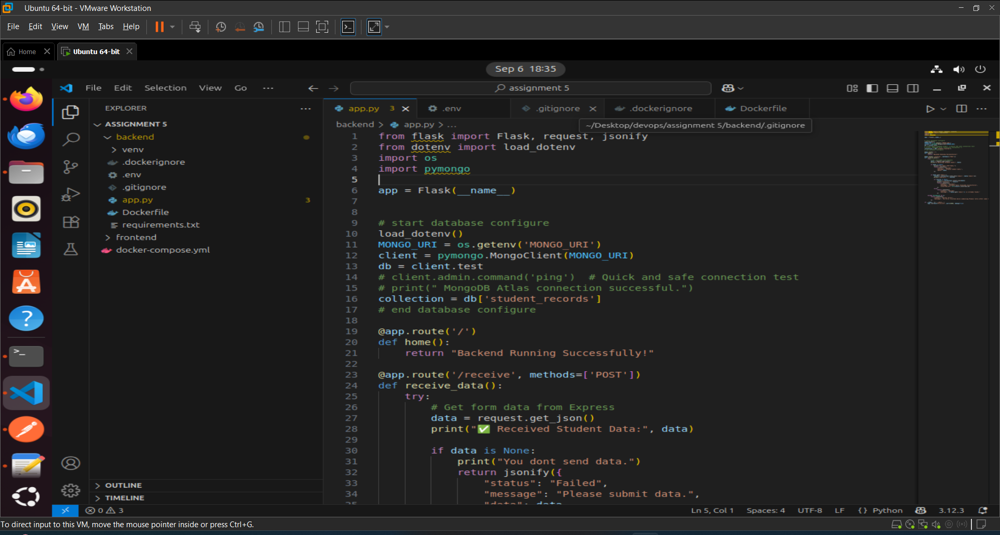 Ubuntu 64-bit - VMware Workstation
File Edit View VM Tabs Help
Home
Ubuntu 64-bit
Sep 6 18:35
File Edit Selection View Go ···
assignment 5
EXPLORER
ASSIGNMENT 5
backend
venv
.dockerignore
.env
.gitignore
app.py 3
Dockerfile
requirements.txt
frontend
docker-compose.yml
OUTLINE
TIMELINE
app.py 3 .env .gitignore .dockerignore Dockerfile
backend > app.py > ...
~/Desktop/devops/assignment 5/backend/.gitignore
1 from flask import Flask, request, jsonify
2 from dotenv import load_dotenv
3 import os
4 import pymongo
5
6 app = Flask(__name__)
7
8
9 # start database configure
10 load_dotenv()
11 MONGO_URI = os.getenv('MONGO_URI')
12 client = pymongo.MongoClient(MONGO_URI)
13 db = client.test
14 # client.admin.command('ping')  # Quick and safe connection test
15 # print(" MongoDB Atlas connection successful.")
16 collection = db['student_records']
17 # end database configure
18
19 @app.route('/')
20 def home():
21     return "Backend Running Successfully!"
22
23 @app.route('/receive', methods=['POST'])
24 def receive_data():
25     try:
26         # Get form data from Express
27         data = request.get_json()
28         print("✅ Received Student Data:", data)
29
30         if data is None:
31             print("You dont send data.")
32             return jsonify({
33                 "status": "Failed",
34                 "message": "Please submit data.",
35                 "data": data
0 3
Ln 5, Col 1 Spaces: 4 UTF-8 LF {} Python 3.12.3
To direct input to this VM, move the mouse pointer inside or press Ctrl+G.